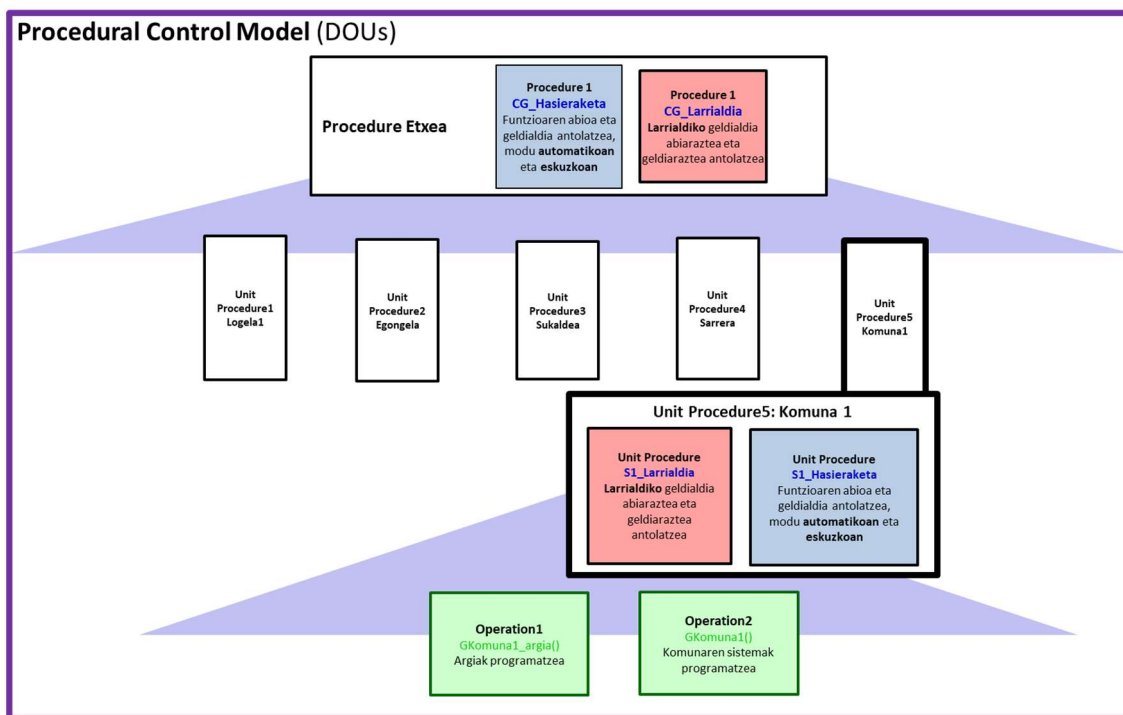 Procedural Control Model (DOUs)
Procedure Etxea
Procedure 1
CG_Hasieraketa
Funtzioaren abioa eta
geldialdia antolatzea,
modu automatikoan
eta eskuzkoan
Procedure 1
CG_Larrialdia
Larrialdiko geldialdia
abiaraztea eta
geldiaraztea antolatzea
Unit
Procedure1
Logela1
Unit
Procedure2
Egongela
Unit
Procedure3
Sukaldea
Unit
Procedure4
Sarrera
Unit
Procedure5
Komuna1
Unit Procedure5: Komuna 1
Unit Procedure
S1_Larrialdia
Larrialdiko geldialdia
abiaraztea eta
geldiaraztea
antolatzea
Unit Procedure
S1_Hasieraketa
Funtzioaren abioa eta
geldialdia antolatzea,
modu automatikoan eta
eskuzkoan
Operation1
GKomuna1_argia()
Argiak programatzea
Operation2
GKomuna1()
Komunaren sistemak
programatzea